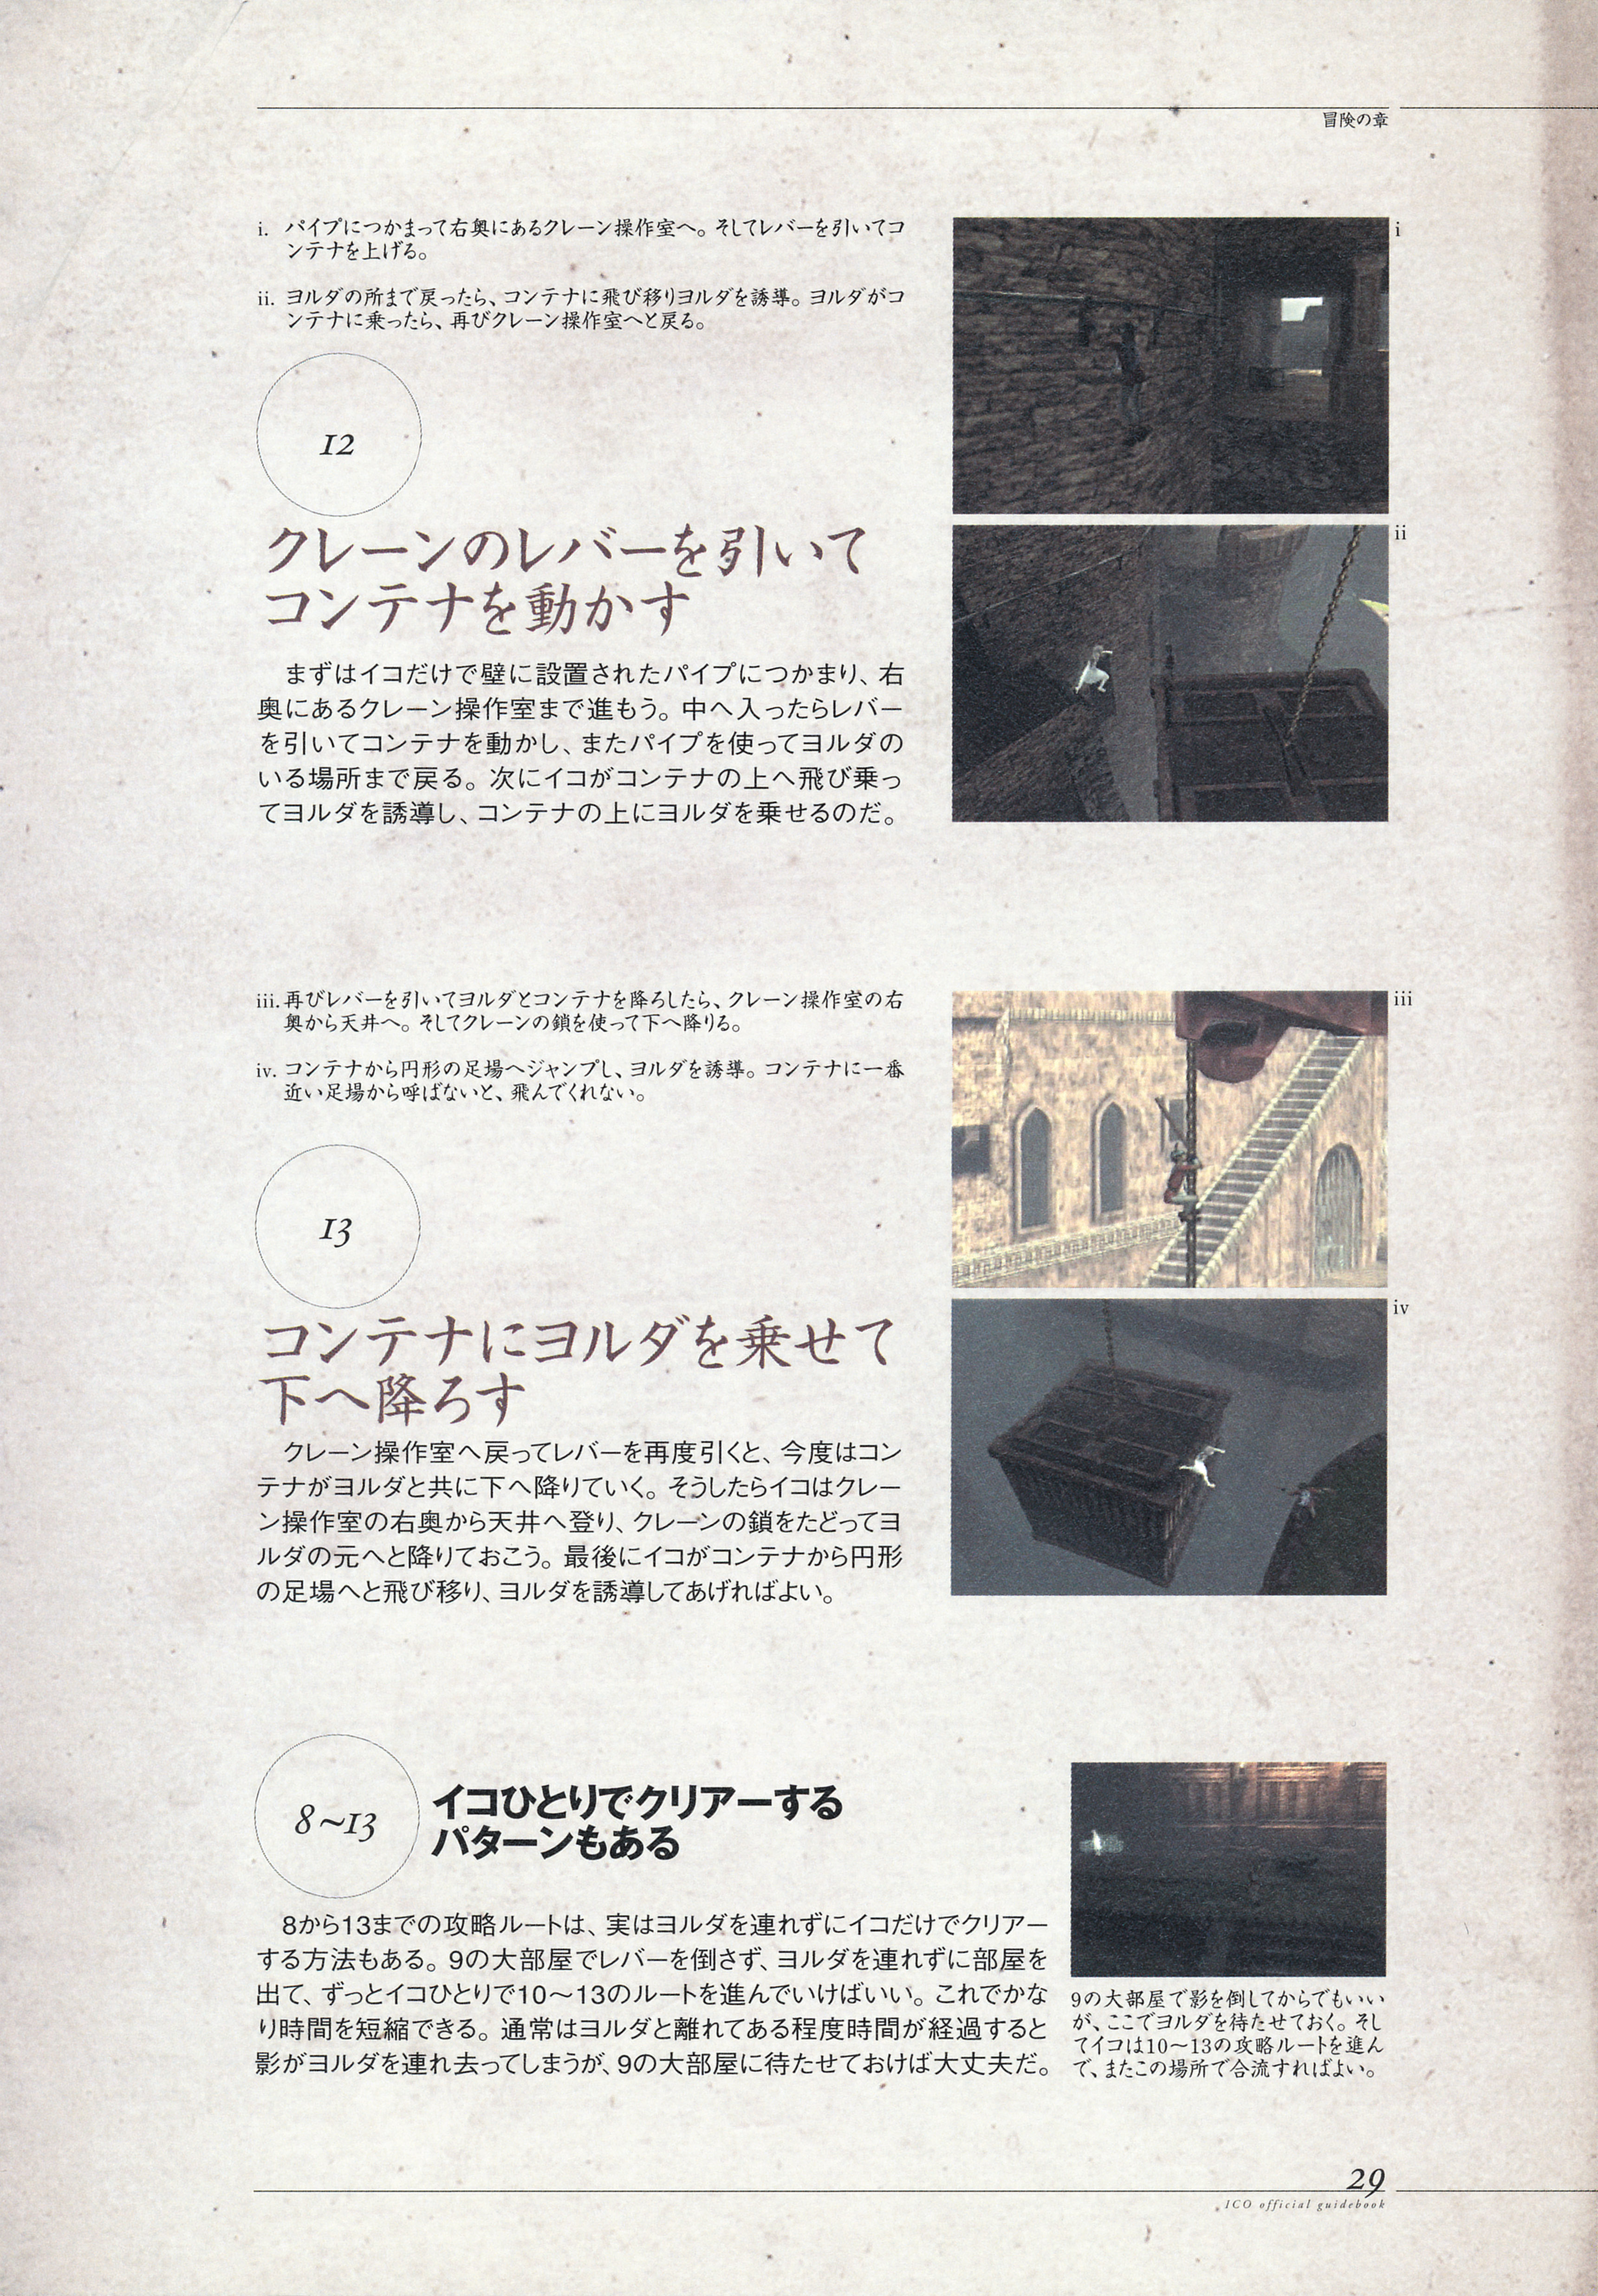 冒険の章
i. パイプにつかまって右奥にあるクレーン操作室へ。そしてレバーを引いてコ
ンテナを上げる。
ii. ヨルダの所まで戻ったら、コンテナに飛び移りヨルダを誘導。ヨルダがコ
ンテナに乗ったら、再びクレーン操作室へと戻る。
i
ii
12
クレーンのレバーを引いて
コンテナを動かす
まずはイコだけで壁に設置されたパイプにつかまり、右
奥にあるクレーン操作室まで進もう。中へ入ったらレバー
を引いてコンテナを動かし、またパイプを使ってヨルダの
いる場所まで戻る。次にイコがコンテナの上へ飛び乗っ
てヨルダを誘導し、コンテナの上にヨルダを乗せるのだ。
iii. 再びレバーを引いてヨルダとコンテナを降ろしたら、クレーン操作室の右
奥から天井へ。そしてクレーンの鎖を使って下へ降りる。
iv. コンテナから円形の足場へジャンプし、ヨルダを誘導。コンテナに一番
近い足場から呼ばないと、飛んでくれない。
iii
iv
13
コンテナにヨルダを乗せて
下へ降ろす
クレーン操作室へ戻ってレバーを再度引くと、今度はコン
テナがヨルダと共に下へ降りていく。そうしたらイコはクレー
ン操作室の右奥から天井へ登り、クレーンの鎖をたどってヨ
ルダの元へと降りておこう。最後にイコがコンテナから円形
の足場へと飛び移り、ヨルダを誘導してあげればよい。
8～13
イコひとりでクリアーする
パターンもある
8から13までの攻略ルートは、実はヨルダを連れずにイコだけでクリアー
する方法もある。9の大部屋でレバーを倒さず、ヨルダを連れずに部屋を
出て、ずっとイコひとりで10～13のルートを進んでいけばいい。これでかな
り時間を短縮できる。通常はヨルダと離れてある程度時間が経過すると
影がヨルダを連れ去ってしまうが、9の大部屋に待たせておけば大丈夫だ。
9の大部屋で影を倒してからでもいい
が、ここでヨルダを待たせておく。そし
てイコは10～13の攻略ルートを進ん
で、またこの場所で合流すればよい。
29
ICO official guidebook